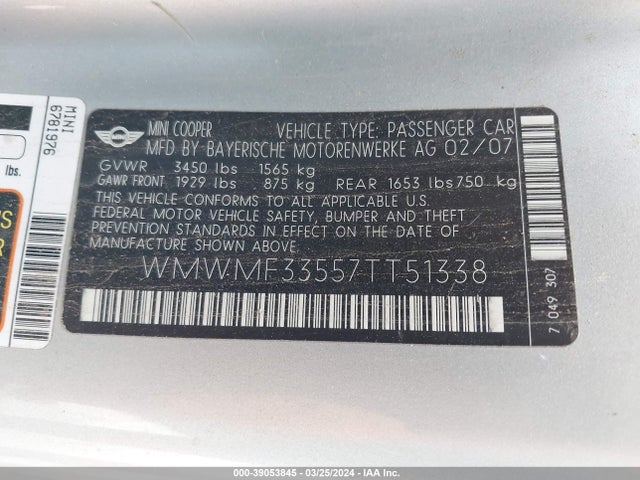 MINI
6781976
lbs.
MINI COOPER VEHICLE TYPE: PASSENGER CAR
MFD BY BAYERISCHE MOTORENWERKE AG 02/07
GVWR 3450 lbs 1565 kg
GAWR FRONT 1929 lbs 875 kg REAR 1653 lbs 750 kg
THIS VEHICLE CONFORMS TO ALL APPLICABLE U.S.
FEDERAL MOTOR VEHICLE SAFETY, BUMPER AND THEFT
PREVENTION STANDARDS IN EFFECT ON THE DATE OF
MANUFACTURE SHOWN ABOVE.
WMWMF33557TT51338
7 049 307
000-39053845 - 03/25/2024 - IAA Inc.